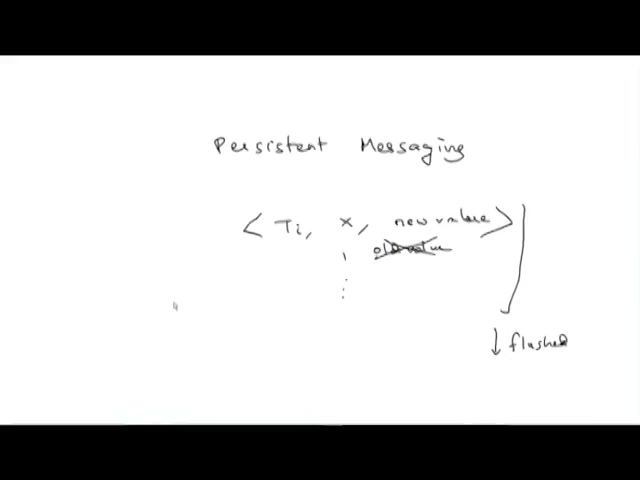 Persistent Messaging
< Ti, x, new value >
old value
↓ flushed